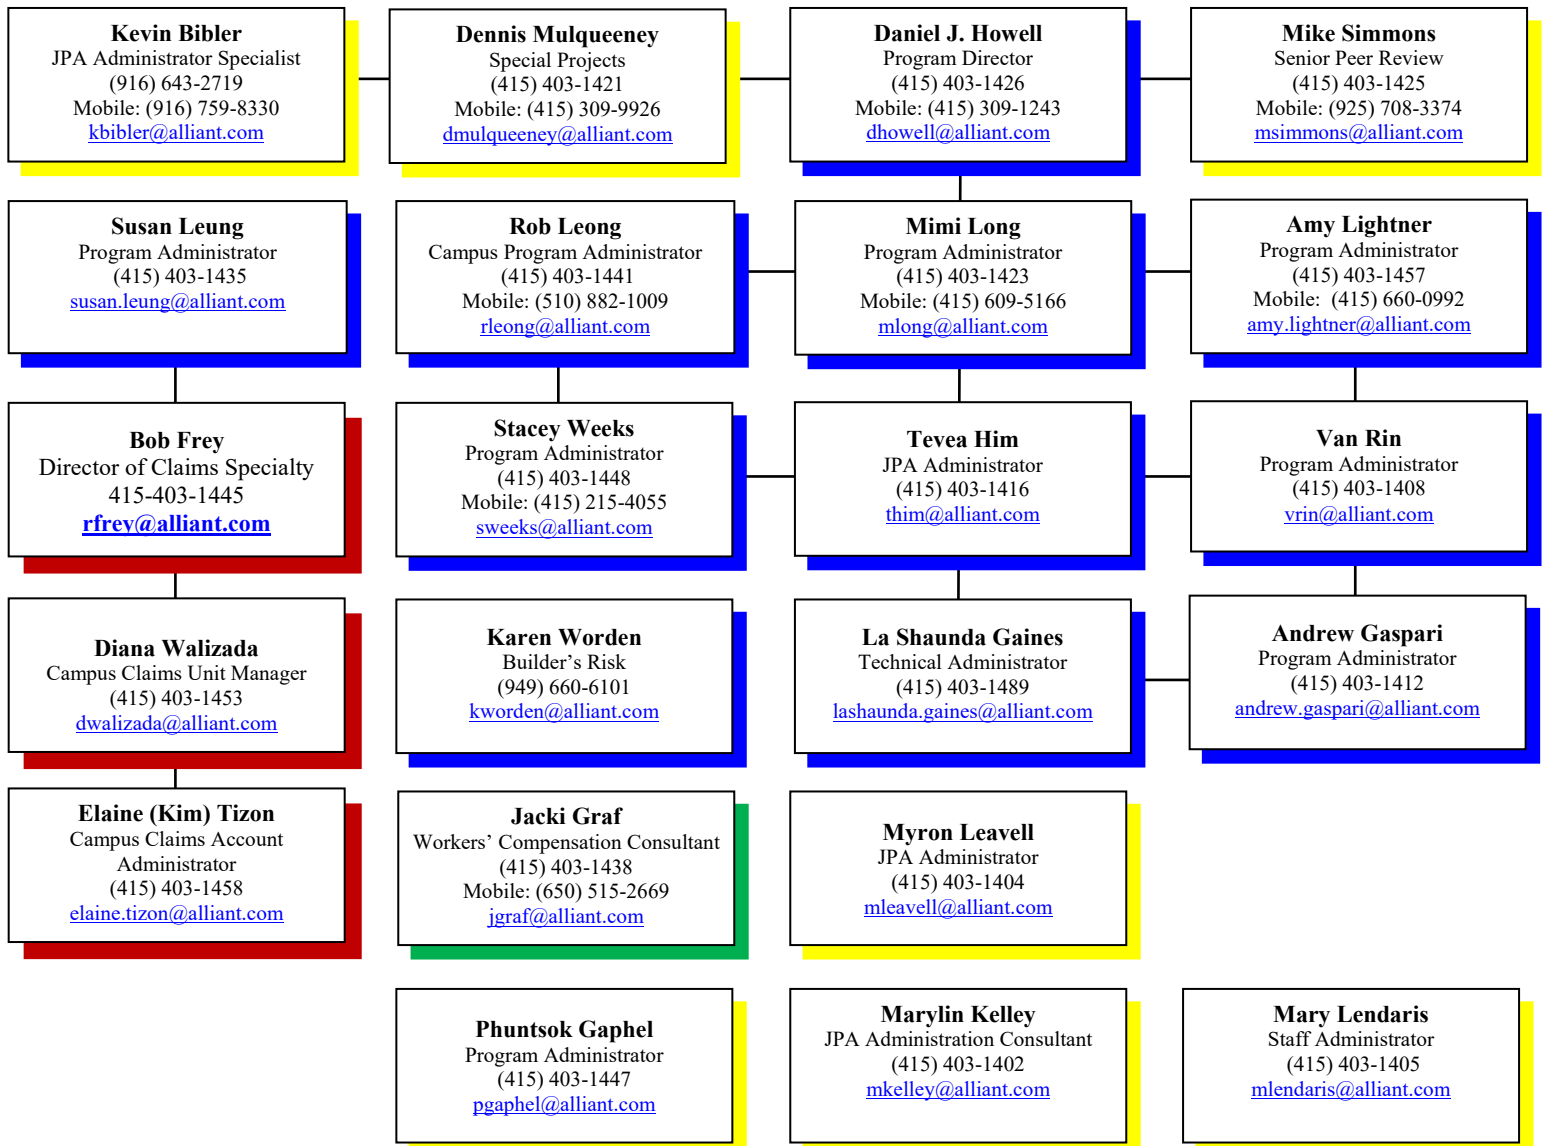 Kevin Bibler
JPA Administrator Specialist
(916) 643-2719
Mobile: (916) 759-8330
kbibler@alliant.com
Dennis Mulqueeney
Special Projects
(415) 403-1421
Mobile: (415) 309-9926
dmulqueeney@alliant.com
Daniel J. Howell
Program Director
(415) 403-1426
Mobile: (415) 309-1243
dhowell@alliant.com
Mike Simmons
Senior Peer Review
(415) 403-1425
Mobile: (925) 708-3374
msimmons@alliant.com
Susan Leung
Program Administrator
(415) 403-1435
susan.leung@alliant.com
Rob Leong
Campus Program Administrator
(415) 403-1441
Mobile: (510) 882-1009
rleong@alliant.com
Mimi Long
Program Administrator
(415) 403-1423
Mobile: (415) 609-5166
mlong@alliant.com
Amy Lightner
Program Administrator
(415) 403-1457
Mobile: (415) 660-0992
amy.lightner@alliant.com
Bob Frey
Director of Claims Specialty
415-403-1445
rfrey@alliant.com
Stacey Weeks
Program Administrator
(415) 403-1448
Mobile: (415) 215-4055
sweeks@alliant.com
Tevea Him
JPA Administrator
(415) 403-1416
thim@alliant.com
Van Rin
Program Administrator
(415) 403-1408
vrin@alliant.com
Diana Walizada
Campus Claims Unit Manager
(415) 403-1453
dwalizada@alliant.com
Karen Worden
Builder’s Risk
(949) 660-6101
kworden@alliant.com
La Shaunda Gaines
Technical Administrator
(415) 403-1489
lashaunda.gaines@alliant.com
Andrew Gaspari
Program Administrator
(415) 403-1412
andrew.gaspari@alliant.com
Elaine (Kim) Tizon
Campus Claims Account
Administrator
(415) 403-1458
elaine.tizon@alliant.com
Jacki Graf
Workers’ Compensation Consultant
(415) 403-1438
Mobile: (650) 515-2669
jgraf@alliant.com
Myron Leavell
JPA Administrator
(415) 403-1404
mleavell@alliant.com
Phuntsok Gaphel
Program Administrator
(415) 403-1447
pgaphel@alliant.com
Marylin Kelley
JPA Administration Consultant
(415) 403-1402
mkelley@alliant.com
Mary Lendaris
Staff Administrator
(415) 403-1405
mlendaris@alliant.com